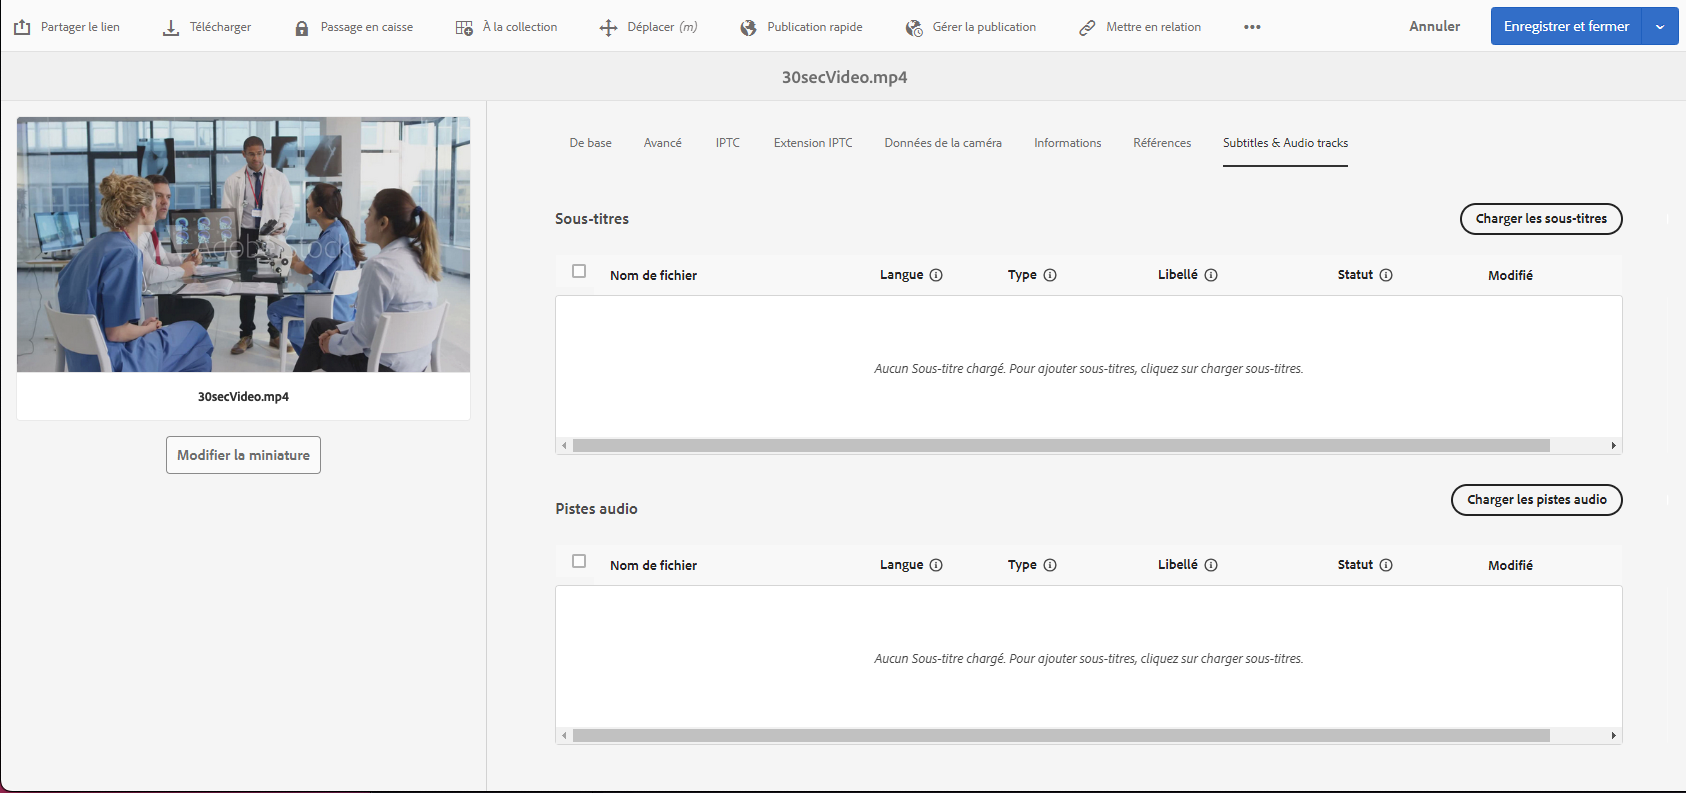 Partager le lien Télécharger Passage en caisse À la collection Déplacer (m) Publication rapide Gérer la publication Mettre en relation ••• Annuler Enregistrer et fermer
30secVideo.mp4
De base Avancé IPTC Extension IPTC Données de la caméra Informations Références Subtitles & Audio tracks
Adobe Stock
30secVideo.mp4
Modifier la miniature
Sous-titres Charger les sous-titres
Nom de fichier Langue Type Libellé Statut Modifié
Aucun Sous-titre chargé. Pour ajouter sous-titres, cliquez sur charger sous-titres.
Pistes audio Charger les pistes audio
Nom de fichier Langue Type Libellé Statut Modifié
Aucun Sous-titre chargé. Pour ajouter sous-titres, cliquez sur charger sous-titres.